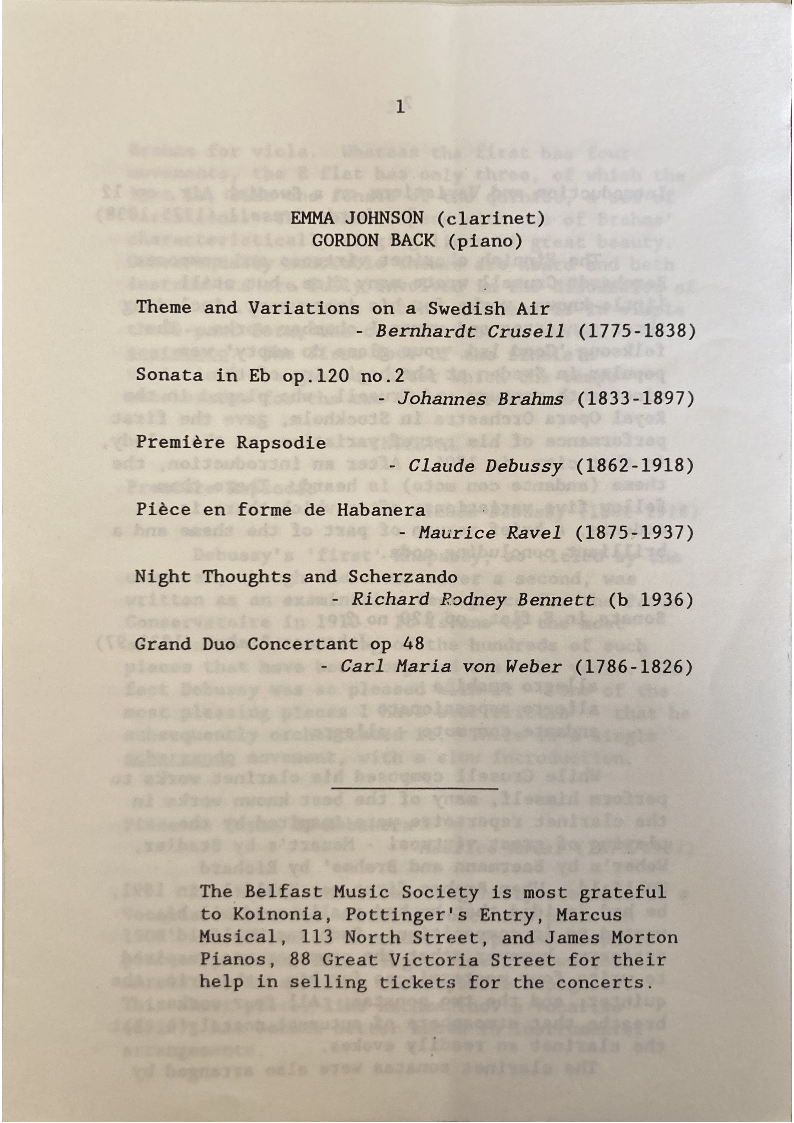 1
EMMA JOHNSON (clarinet)
GORDON BACK (piano)
Theme and Variations on a Swedish Air
- Bernhardt Crusell (1775-1838)
Sonata in Eb op.120 no.2
- Johannes Brahms (1833-1897)
Première Rapsodie
- Claude Debussy (1862-1918)
Pièce en forme de Habanera
- Maurice Ravel (1875-1937)
Night Thoughts and Scherzando
- Richard Rodney Bennett (b 1936)
Grand Duo Concertant op 48
- Carl Maria von Weber (1786-1826)
The Belfast Music Society is most grateful
to Koinonia, Pottinger's Entry, Marcus
Musical, 113 North Street, and James Morton
Pianos, 88 Great Victoria Street for their
help in selling tickets for the concerts.